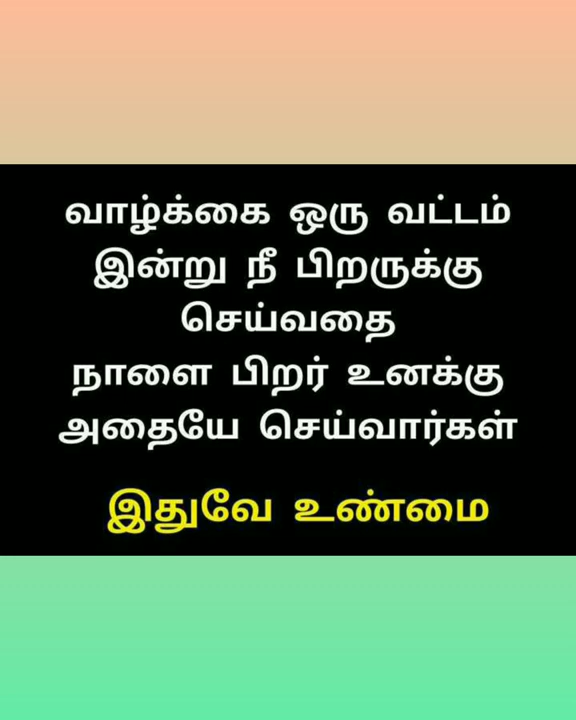 வாழ்க்கை ஒரு வட்டம்
இன்று நீ பிறருக்கு
செய்வதை
நாளை பிறர் உனக்கு
அதையே செய்வார்கள்
இதுவே உண்மை